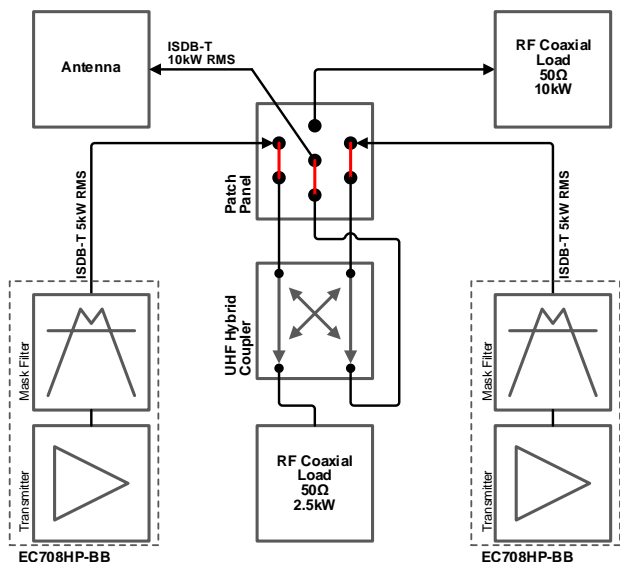 Antenna
ISDB-T
10kW RMS
RF Coaxial
Load
50Ω
10kW
Patch
Panel
ISDB-T 5kW RMS
ISDB-T 5kW RMS
UHF Hybrid
Coupler
Mask Filter
Transmitter
EC708HP-BB
RF Coaxial
Load
50Ω
2.5kW
Mask Filter
Transmitter
EC708HP-BB